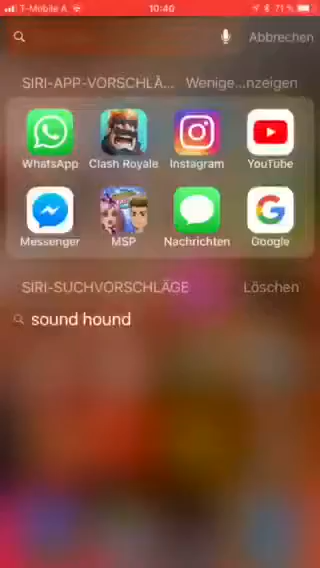 T-Mobile A 10:40 71 %
Abbrechen
SIRI-APP-VORSCHLÄ... Wenige...nzeigen
WhatsApp Clash Royale Instagram YouTube
Messenger MSP Nachrichten Google
SIRI-SUCHVORSCHLÄGE Löschen
sound hound